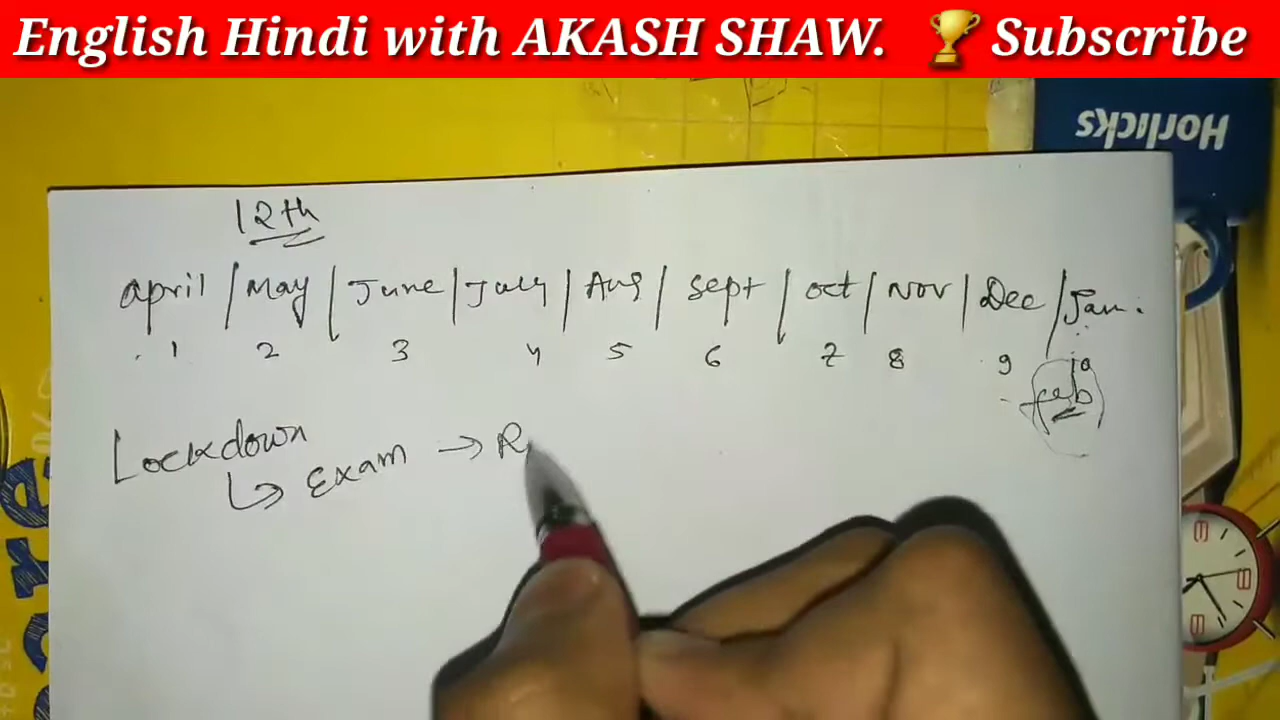 English Hindi with AKASH SHAW. 🏆 Subscribe
Horlicks
12th
april / May / June / July / Aug / sept / oct / Nov / Dec / Jan.
1 2 3 4 5 6 7 8 9 10
feb
Lockdown
↳ Exam → R